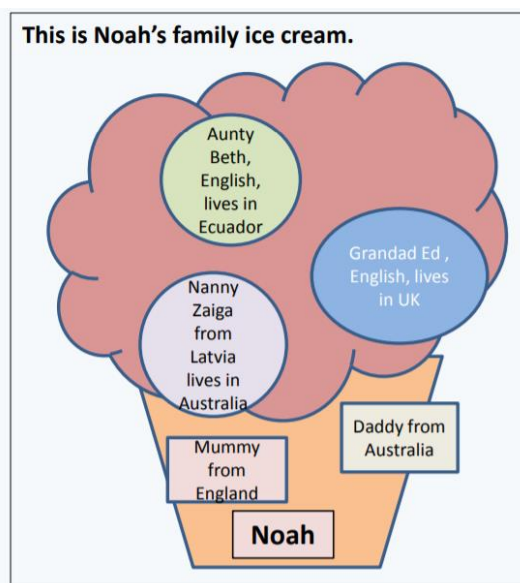 This is Noah's family ice cream.
Aunty
Beth,
English,
lives in
Ecuador
Grandad Ed ,
English, lives
in UK
Nanny
Zaiga
from
Latvia
lives in
Australia
Daddy from
Australia
Mummy
from
England
Noah